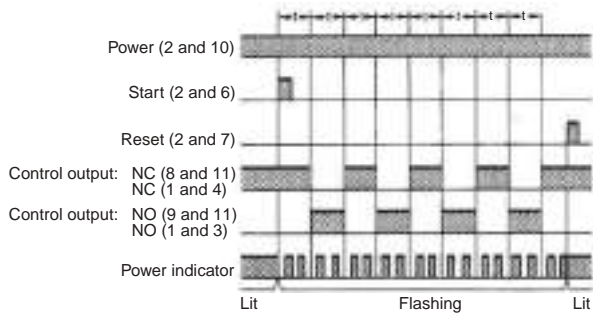 t t t t t t t t
Power (2 and 10)
Start (2 and 6)
Reset (2 and 7)
Control output: NC (8 and 11)
NC (1 and 4)
Control output: NO (9 and 11)
NO (1 and 3)
Power indicator
Lit Flashing Lit